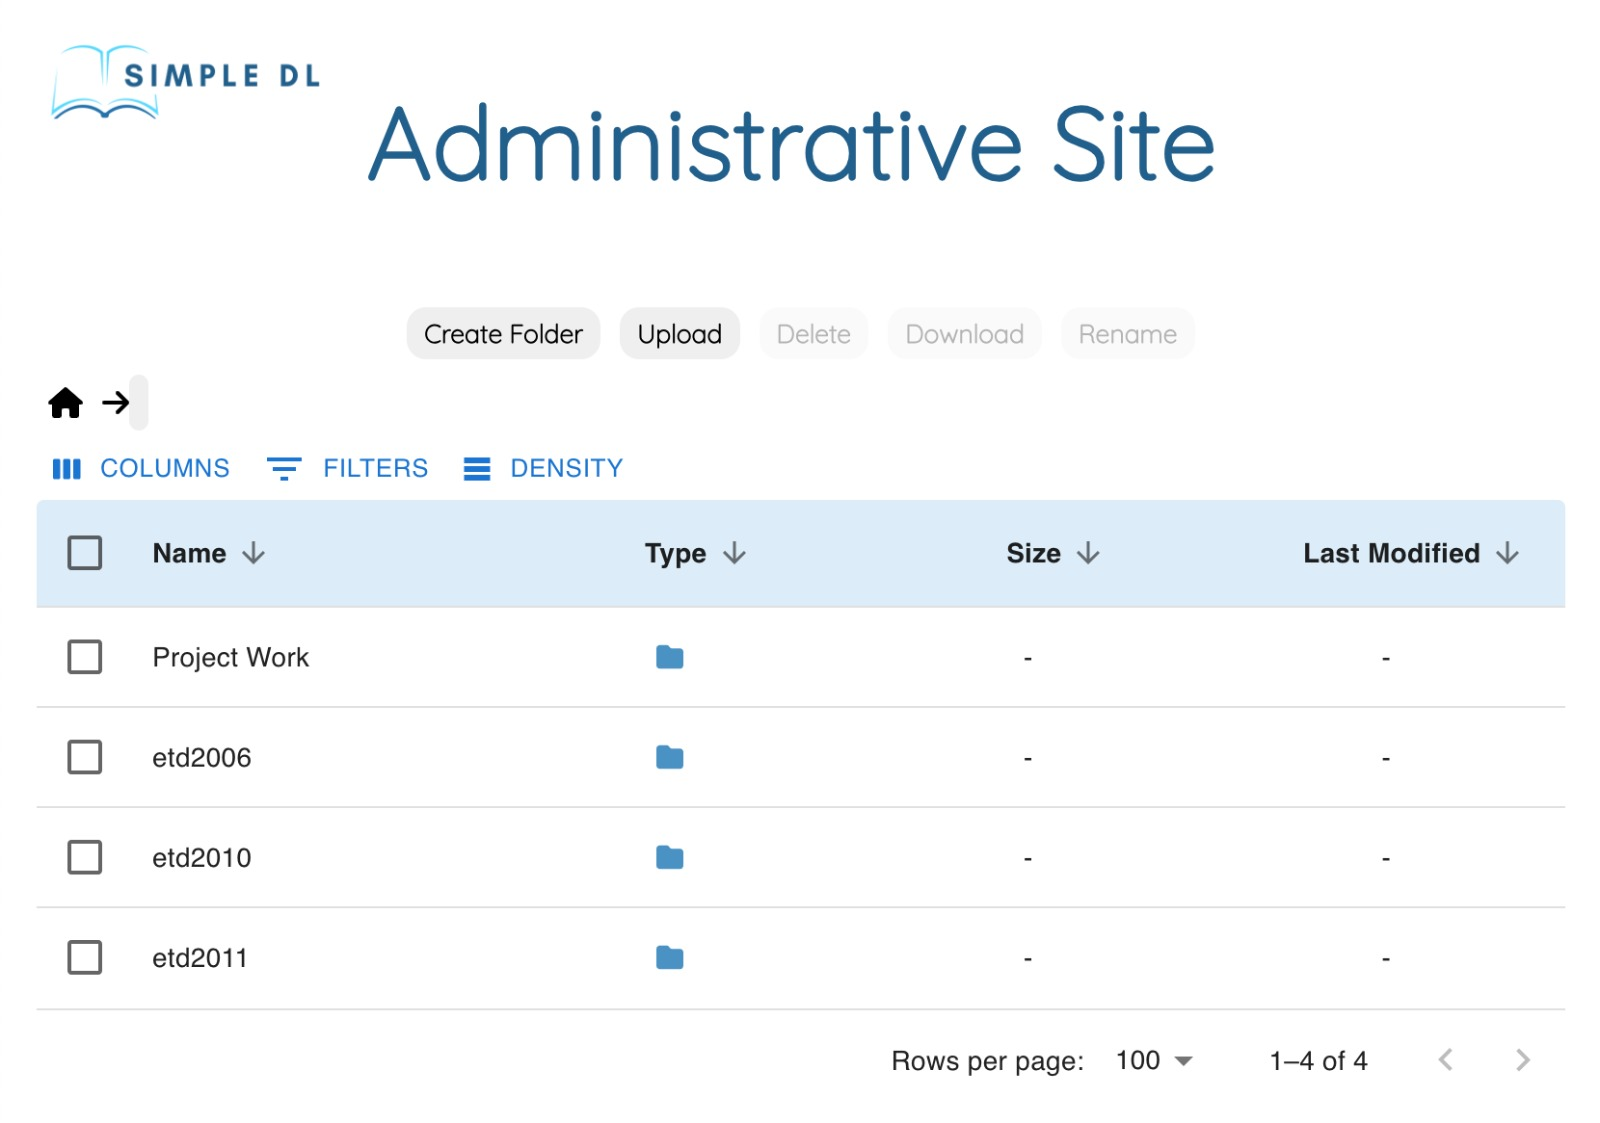 SIMPLE DL
Administrative Site
Create Folder Upload Delete Download Rename
COLUMNS FILTERS DENSITY
Name Type Size Last Modified
Project Work - -
etd2006 - -
etd2010 - -
etd2011 - -
Rows per page: 100 1–4 of 4